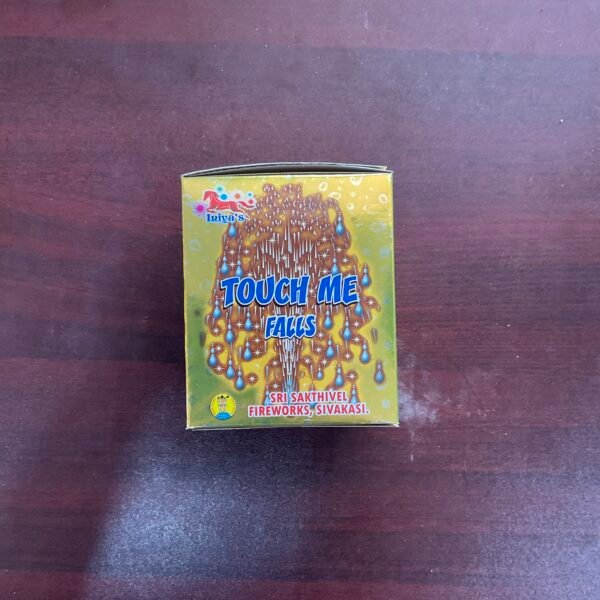 Iniya's
TOUCH ME
FALLS
SRI SAKTHIVEL
FIREWORKS, SIVAKASI.